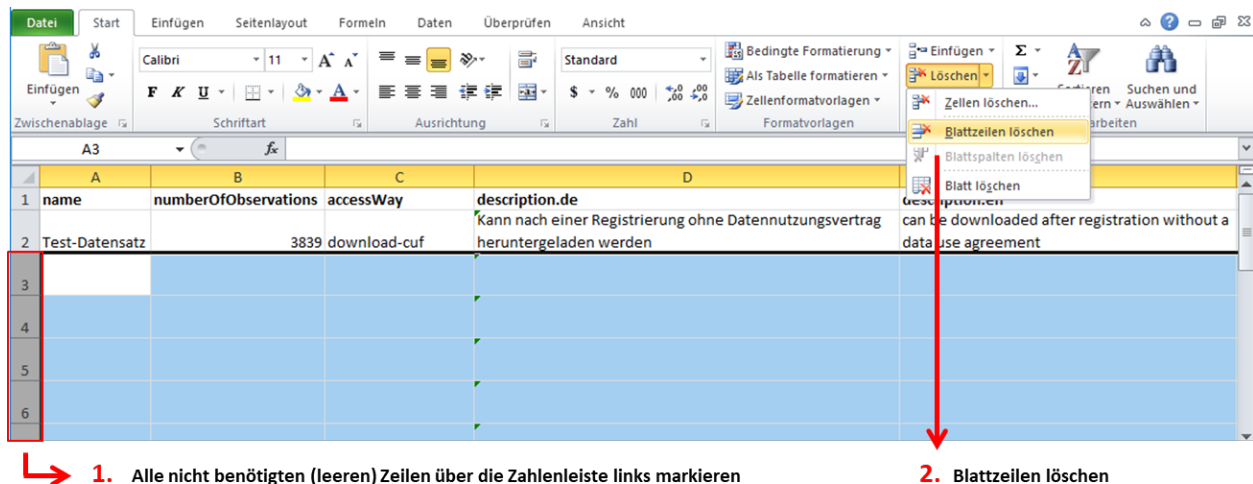 Datei Start Einfügen Seitenlayout Formeln Daten Überprüfen Ansicht
Calibri 11 A A Standard Bedingte Formatierung Einfügen Σ
Als Tabelle formatieren Löschen
Einfügen F K U A $ % 000 ,00 Zellenformatvorlagen Suchen und
Auswählen
Zwischenablage Schriftart Ausrichtung Zahl Formatvorlagen
Zellen löschen...
Blattzeilen löschen
Blattspalten löschen
Blatt löschen
A3 fx
A B C D
1 name numberOfObservations accessWay description.de description.en
Kann nach einer Registrierung ohne Datennutzungsvertrag can be downloaded after registration without a
2 Test-Datensatz 3839 download-cuf heruntergeladen werden data use agreement
3
4
5
6
1. Alle nicht benötigten (leeren) Zeilen über die Zahlenleiste links markieren 2. Blattzeilen löschen